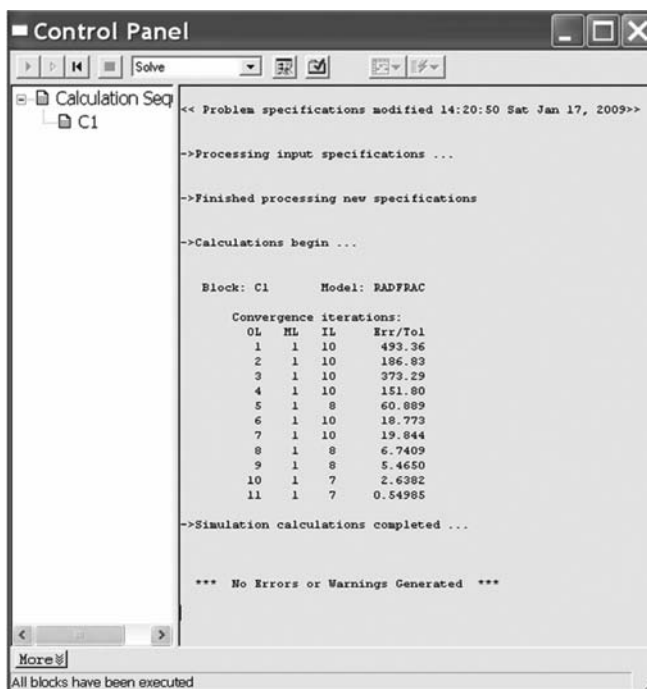 Control Panel
Solve
Calculation Seq
C1
<< Problem specifications modified 14:20:50 Sat Jan 17, 2009>>
->Processing input specifications ...
->Finished processing new specifications
->Calculations begin ...
Block: C1 Model: RADFRAC
Convergence iterations:
OL ML IL Err/Tol
1 1 10 493.36
2 1 10 186.83
3 1 10 373.29
4 1 10 151.80
5 1 8 60.889
6 1 10 18.773
7 1 10 19.844
8 1 8 6.7409
9 1 8 5.4650
10 1 7 2.6382
11 1 7 0.54985
->Simulation calculations completed ...
*** No Errors or Warnings Generated ***
More
All blocks have been executed